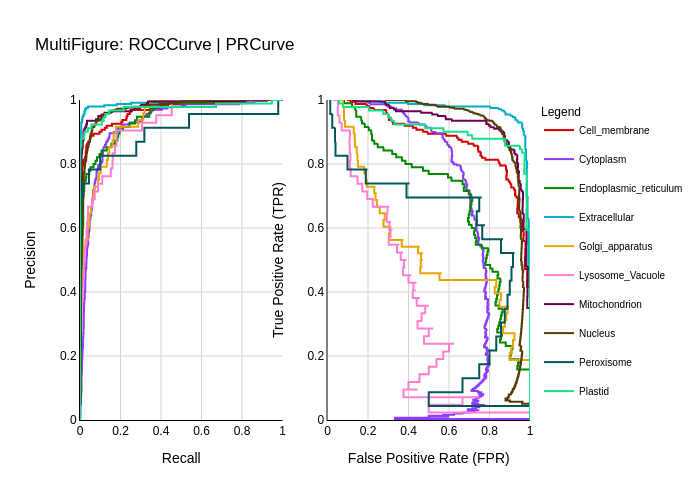 MultiFigure: ROCCurve | PRCurve
Precision
1
0.8
0.6
0.4
0.2
0
0
0.2
0.4
0.6
0.8
1
Recall
True Positive Rate (TPR)
1
0.8
0.6
0.4
0.2
0
0
0.2
0.4
0.6
0.8
1
False Positive Rate (FPR)
Legend
Cell_membrane
Cytoplasm
Endoplasmic_reticulum
Extracellular
Golgi_apparatus
Lysosome_Vacuole
Mitochondrion
Nucleus
Peroxisome
Plastid